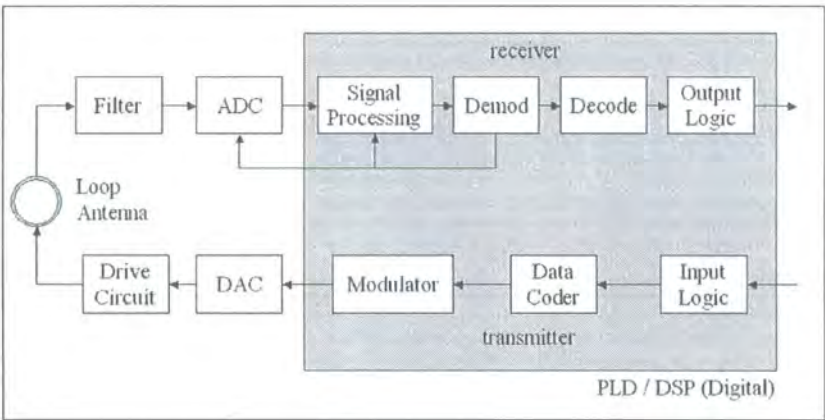 receiver
Filter
ADC
Signal
Processing
Demod
Decode
Output
Logic
Loop
Antenna
Drive
Circuit
DAC
Modulator
Data
Coder
Input
Logic
transmitter
PLD / DSP (Digital)